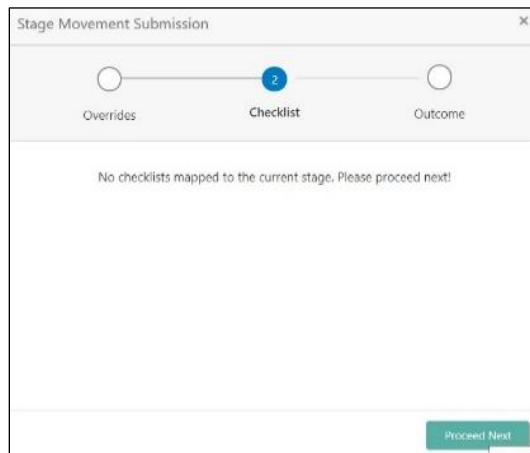 Stage Movement Submission
×
2
Overrides Checklist Outcome
No checklists mapped to the current stage. Please proceed next!
Proceed Next